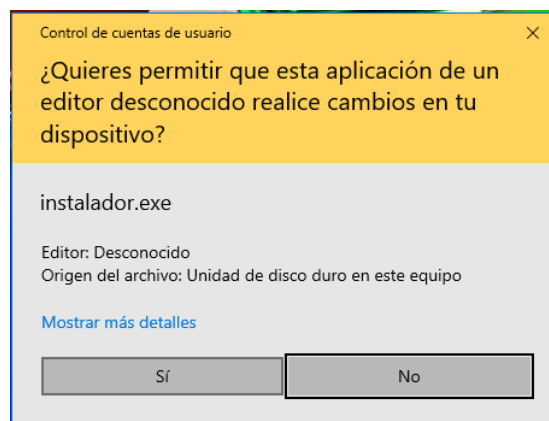 Control de cuentas de usuario
¿Quieres permitir que esta aplicación de un
editor desconocido realice cambios en tu
dispositivo?
instalador.exe
Editor: Desconocido
Origen del archivo: Unidad de disco duro en este equipo
Mostrar más detalles
Sí
No